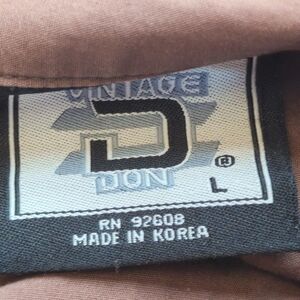 VINTAGE
D
DON ®
L
RN 92608
MADE IN KOREA